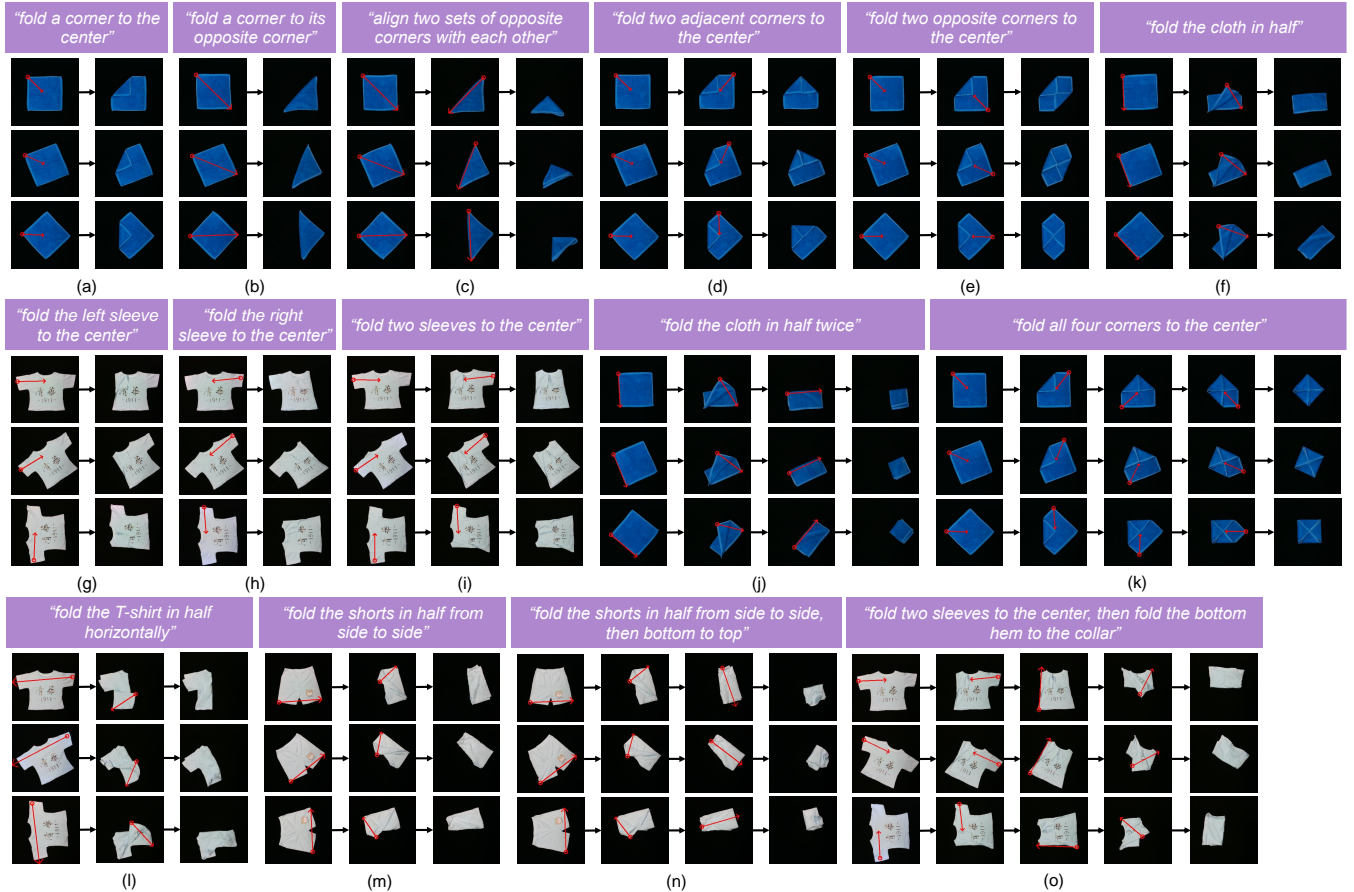 “fold a corner to the
center”
“fold a corner to its
opposite corner”
“align two sets of opposite
corners with each other”
“fold two adjacent corners to
the center”
“fold two opposite corners to
the center”
“fold the cloth in half”
(a)
(b)
(c)
(d)
(e)
(f)
“fold the left sleeve
to the center”
“fold the right
sleeve to the center”
“fold two sleeves to the center”
“fold the cloth in half twice”
“fold all four corners to the center”
(g)
(h)
(i)
(j)
(k)
“fold the T-shirt in half
horizontally”
“fold the shorts in half from
side to side”
“fold the shorts in half from side to side,
then bottom to top”
“fold two sleeves to the center, then fold the bottom
hem to the collar”
(l)
(m)
(n)
(o)